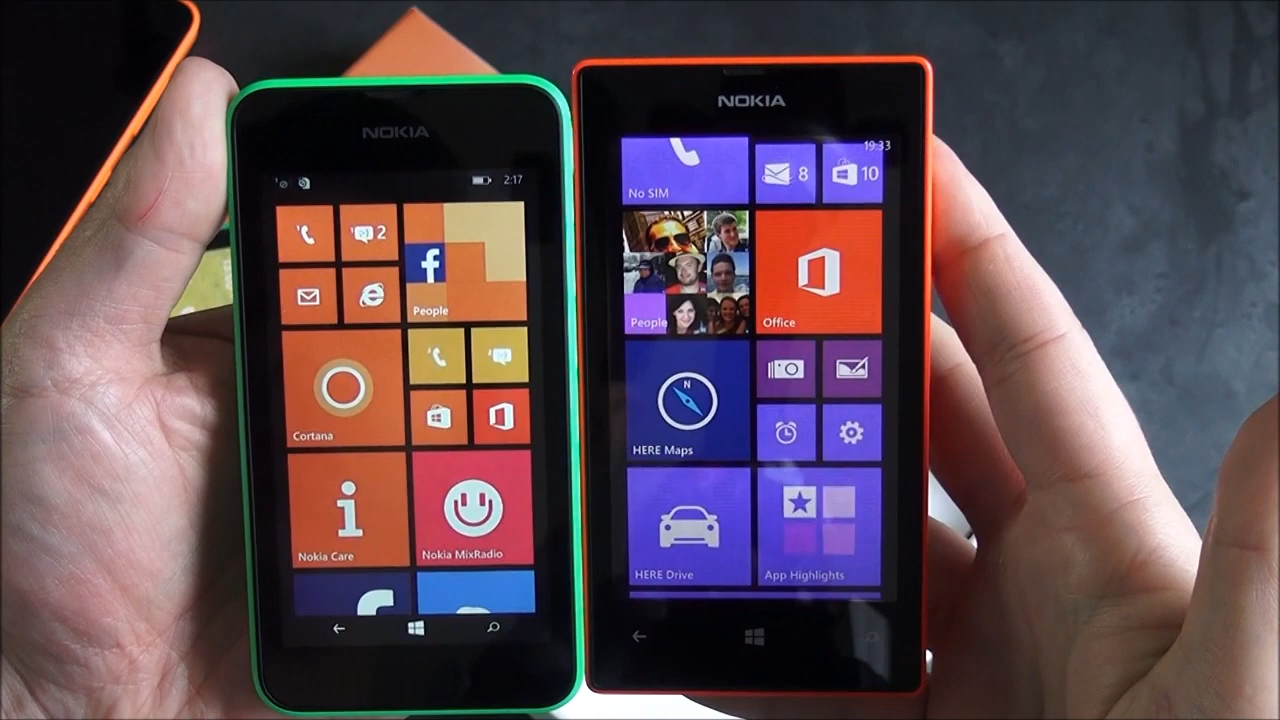 NOKIA
2:17
2
f
People
Cortana
Nokia Care
Nokia MixRadio
NOKIA
19:33
No SIM
8
10
People
Office
N
HERE Maps
HERE Drive
App Highlights